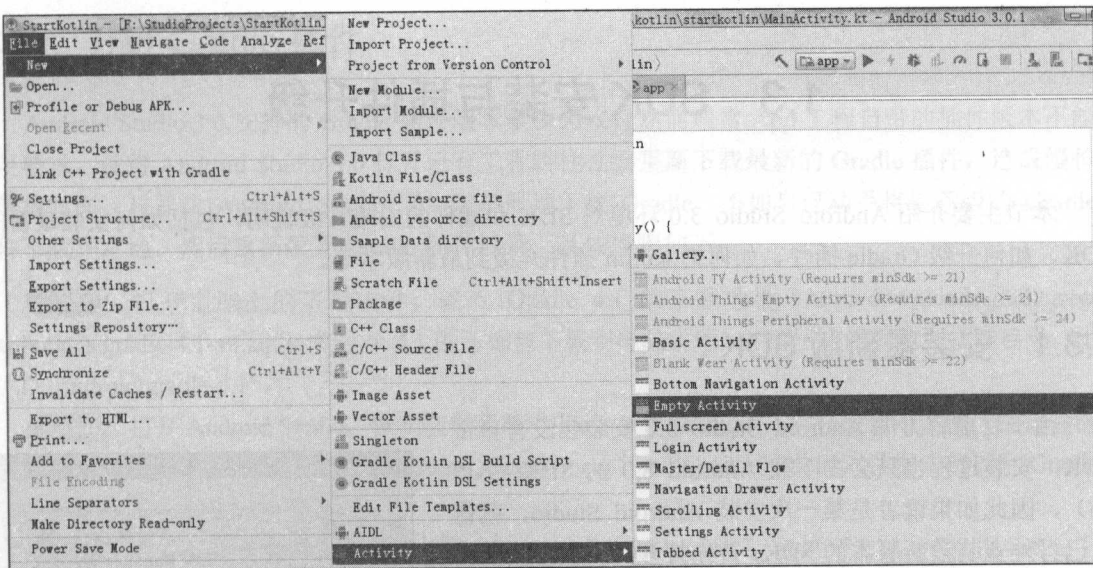 StartKotlin - [F:\StudioProjects\StartKotlin]
File Edit View Navigate Code Analyze Ref
New
Open...
Profile or Debug APK...
Open Recent
Close Project
Link C++ Project with Gradle
Settings... Ctrl+Alt+S
Project Structure... Ctrl+Alt+Shift+S
Other Settings
Import Settings...
Export Settings...
Export to Zip File...
Settings Repository...
Save All Ctrl+S
Synchronize Ctrl+Alt+Y
Invalidate Caches / Restart...
Export to HTML...
Print...
Add to Favorites
File Encoding
Line Separators
Make Directory Read-only
Power Save Mode
New Project...
Import Project...
Project from Version Control
New Module...
Import Module...
Import Sample...
Java Class
Kotlin File/Class
Android resource file
Android resource directory
Sample Data directory
File
Scratch File Ctrl+Alt+Shift+Insert
Package
C++ Class
C/C++ Source File
C/C++ Header File
Image Asset
Vector Asset
Singleton
Gradle Kotlin DSL Build Script
Gradle Kotlin DSL Settings
Edit File Templates...
AIDL
Activity
kotlin\startkotlin\MainActivity.kt - Android Studio 3.0.1
lin)
app
app
n
y() {
Gallery...
Android TV Activity (Requires minSdk >= 21)
Android Things Empty Activity (Requires minSdk >= 24)
Android Things Peripheral Activity (Requires minSdk >= 24)
Basic Activity
Blank Wear Activity (Requires minSdk >= 22)
Bottom Navigation Activity
Empty Activity
Fullscreen Activity
Login Activity
Master/Detail Flow
Navigation Drawer Activity
Scrolling Activity
Settings Activity
Tabbed Activity